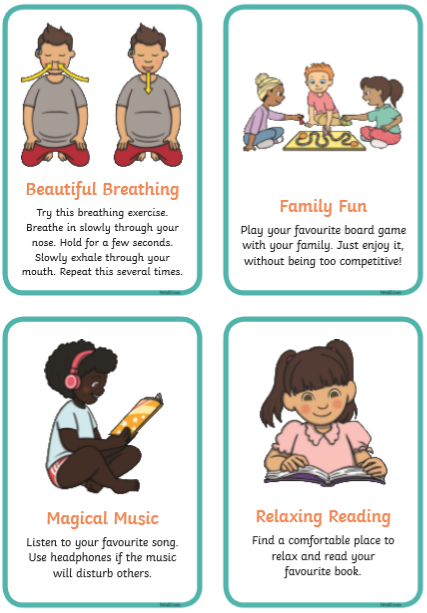 Beautiful Breathing
Try this breathing exercise.
Breathe in slowly through your
nose. Hold for a few seconds.
Slowly exhale through your
mouth. Repeat this several times.
Family Fun
Play your favourite board game
with your family. Just enjoy it,
without being too competitive!
Magical Music
Listen to your favourite song.
Use headphones if the music
will disturb others.
Relaxing Reading
Find a comfortable place to
relax and read your
favourite book.